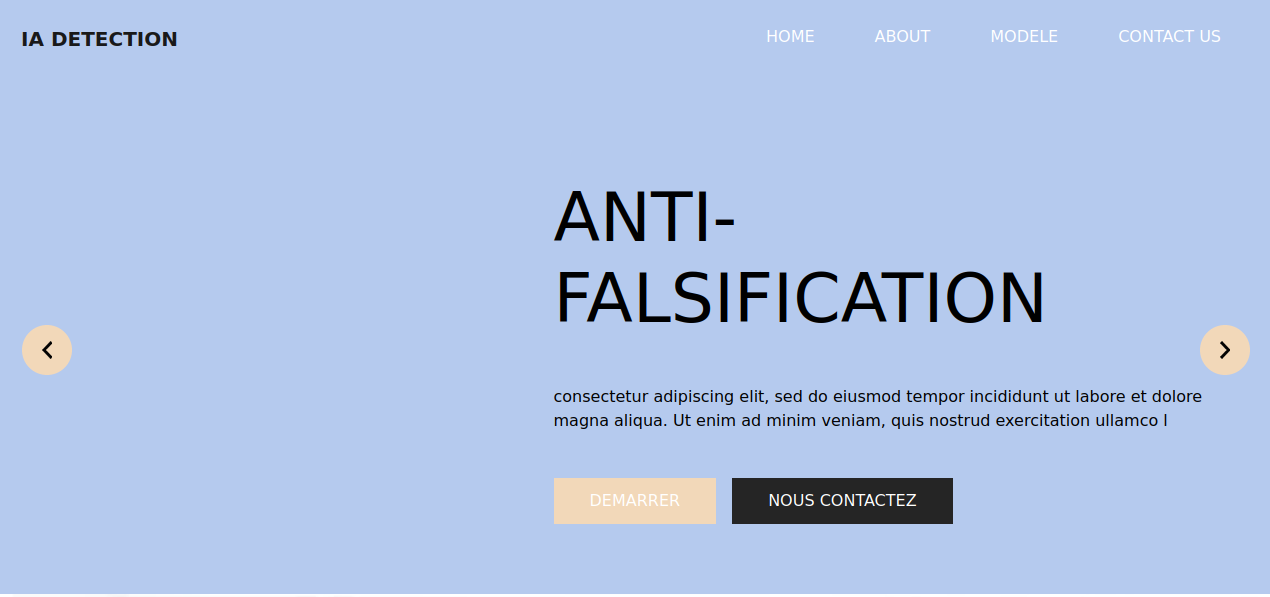 IA DETECTION
HOME ABOUT MODELE CONTACT US
ANTI-
FALSIFICATION
consectetur adipiscing elit, sed do eiusmod tempor incididunt ut labore et dolore
magna aliqua. Ut enim ad minim veniam, quis nostrud exercitation ullamco l
DEMARRER NOUS CONTACTEZ